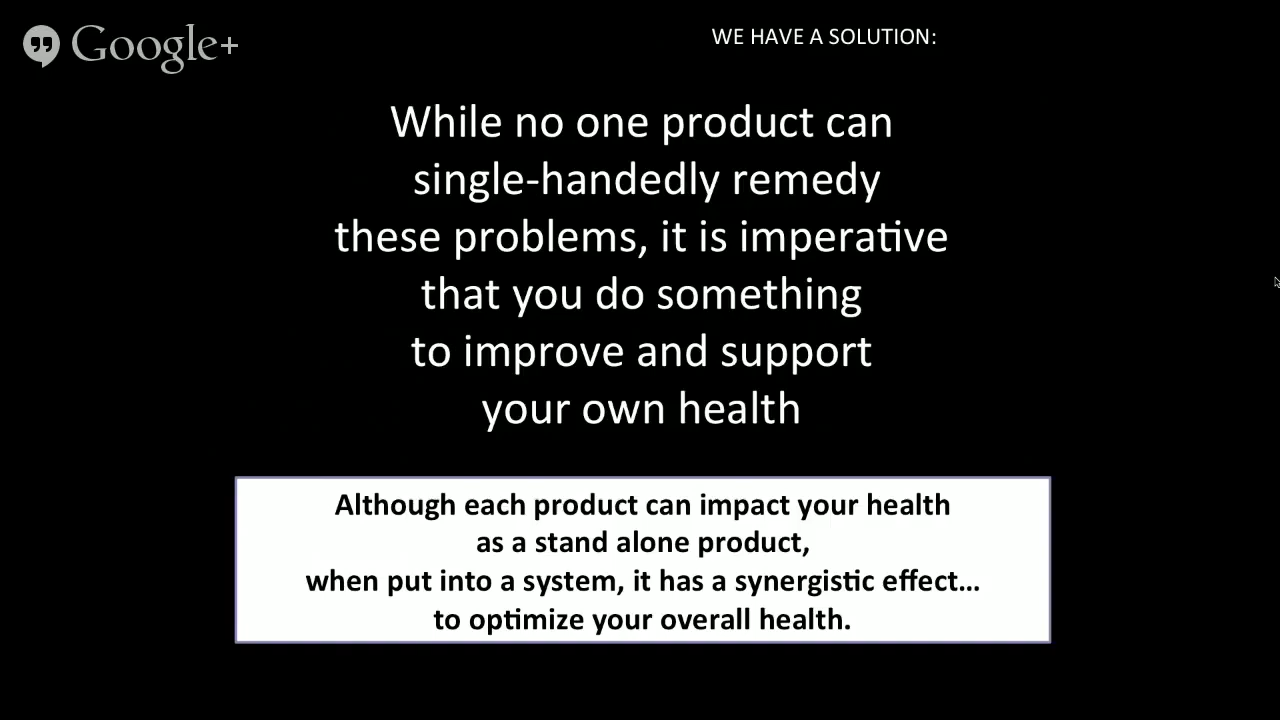 Google+
WE HAVE A SOLUTION:
While no one product can
single-handedly remedy
these problems, it is imperative
that you do something
to improve and support
your own health
Although each product can impact your health
as a stand alone product,
when put into a system, it has a synergistic effect...
to optimize your overall health.